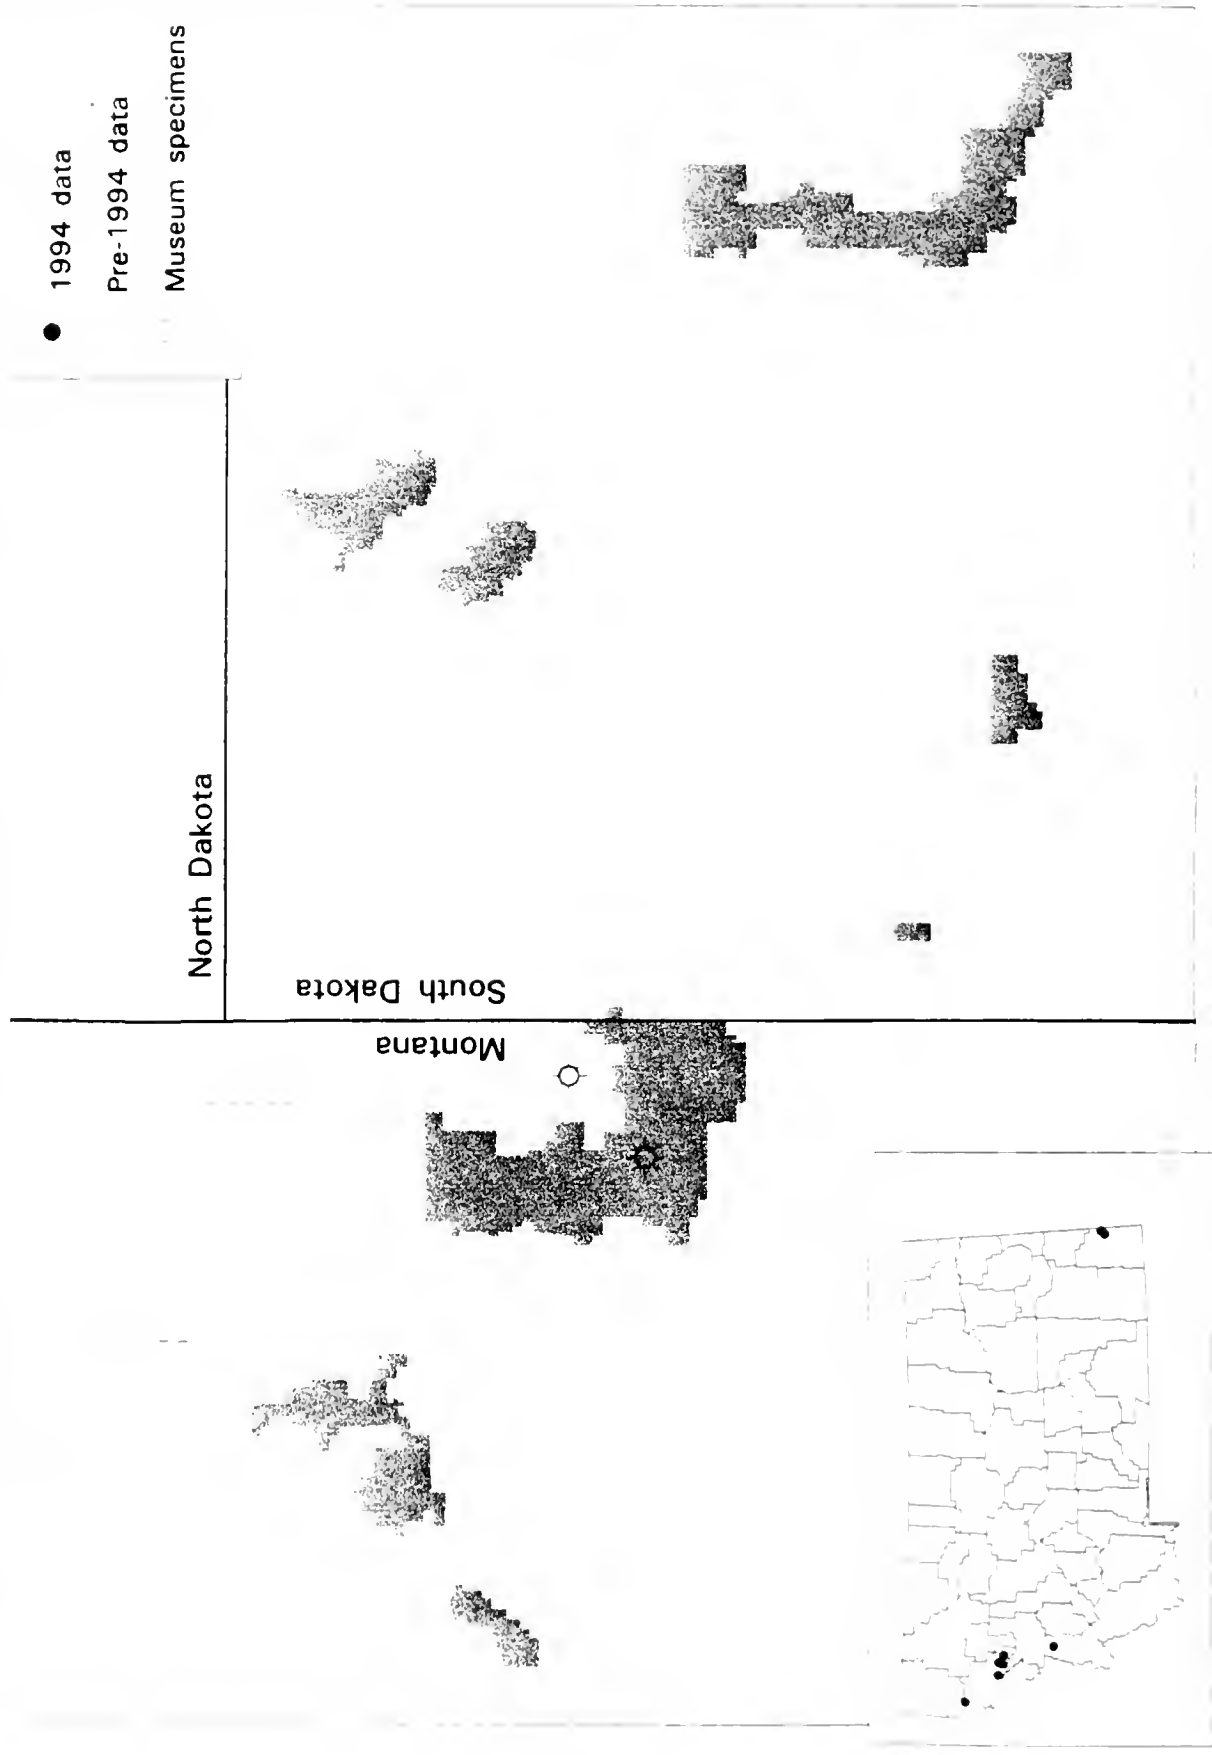 1994 data
Pre-1994 data
Museum specimens
North Dakota
South Dakota
Montana